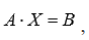 A · X = B ,